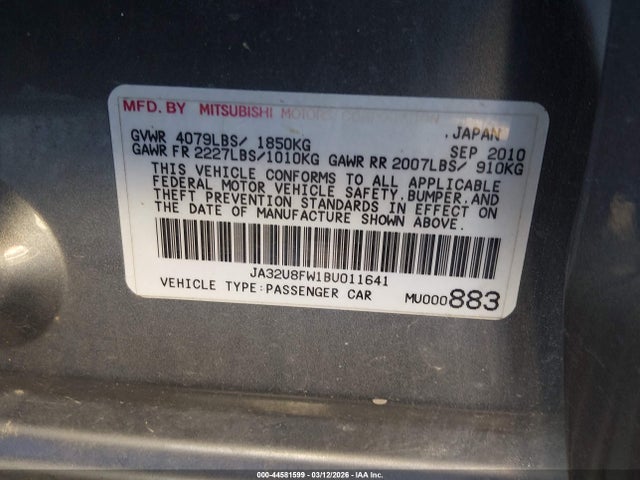 MFD. BY MITSUBISHI MOTORS CORPORATION
, JAPAN
GVWR 4079LBS/ 1850KG SEP 2010
GAWR FR 2227LBS/1010KG GAWR RR 2007LBS/ 910KG
THIS VEHICLE CONFORMS TO ALL APPLICABLE
FEDERAL MOTOR VEHICLE SAFETY,BUMPER,AND
THEFT PREVENTION STANDARDS IN EFFECT ON
THE DATE OF MANUFACTURE SHOWN ABOVE.
JA32U8FW1BU011641
VEHICLE TYPE:PASSENGER CAR MU000883
000-44581599 | 03/12/2026 | IAA Inc.